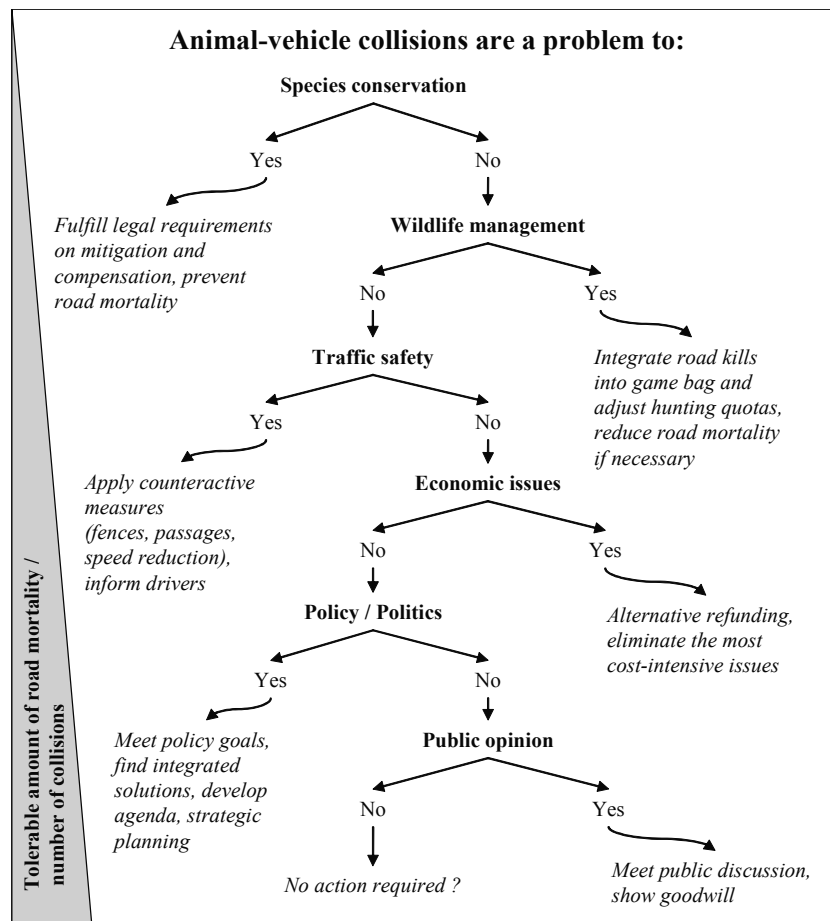 Animal-vehicle collisions are a problem to:
Species conservation
Yes
No
Fulfill legal requirements
on mitigation and
compensation, prevent
road mortality
Wildlife management
No
Yes
Integrate road kills
into game bag and
adjust hunting quotas,
reduce road mortality
if necessary
Traffic safety
Yes
No
Apply counteractive
measures
(fences, passages,
speed reduction),
inform drivers
Economic issues
No
Yes
Alternative refunding,
eliminate the most
cost-intensive issues
Policy / Politics
Yes
No
Meet policy goals,
find integrated
solutions, develop
agenda, strategic
planning
Public opinion
No
Yes
No action required ?
Meet public discussion,
show goodwill
Tolerable amount of road mortality /
number of collisions